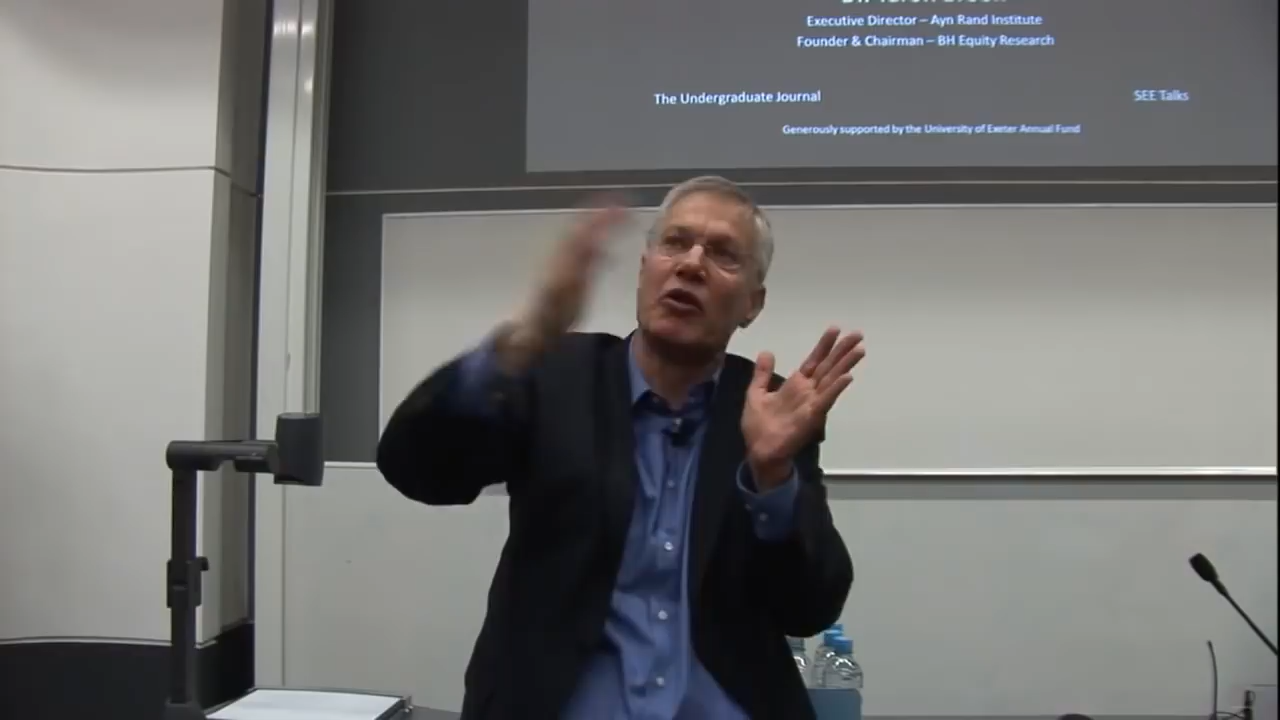 Executive Director – Ayn Rand Institute
Founder & Chairman – BH Equity Research
The Undergraduate Journal
SEE Talks
Generously supported by the University of Exeter Annual Fund